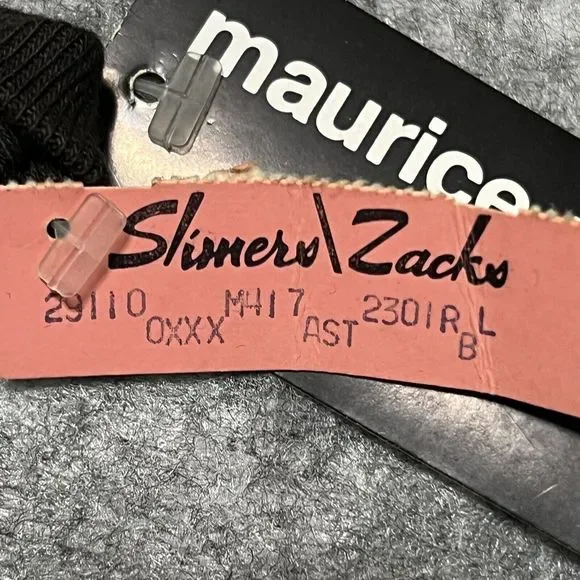 maurice
Slimers\Zacks
29110 M417 2301R L
OXXX AST B